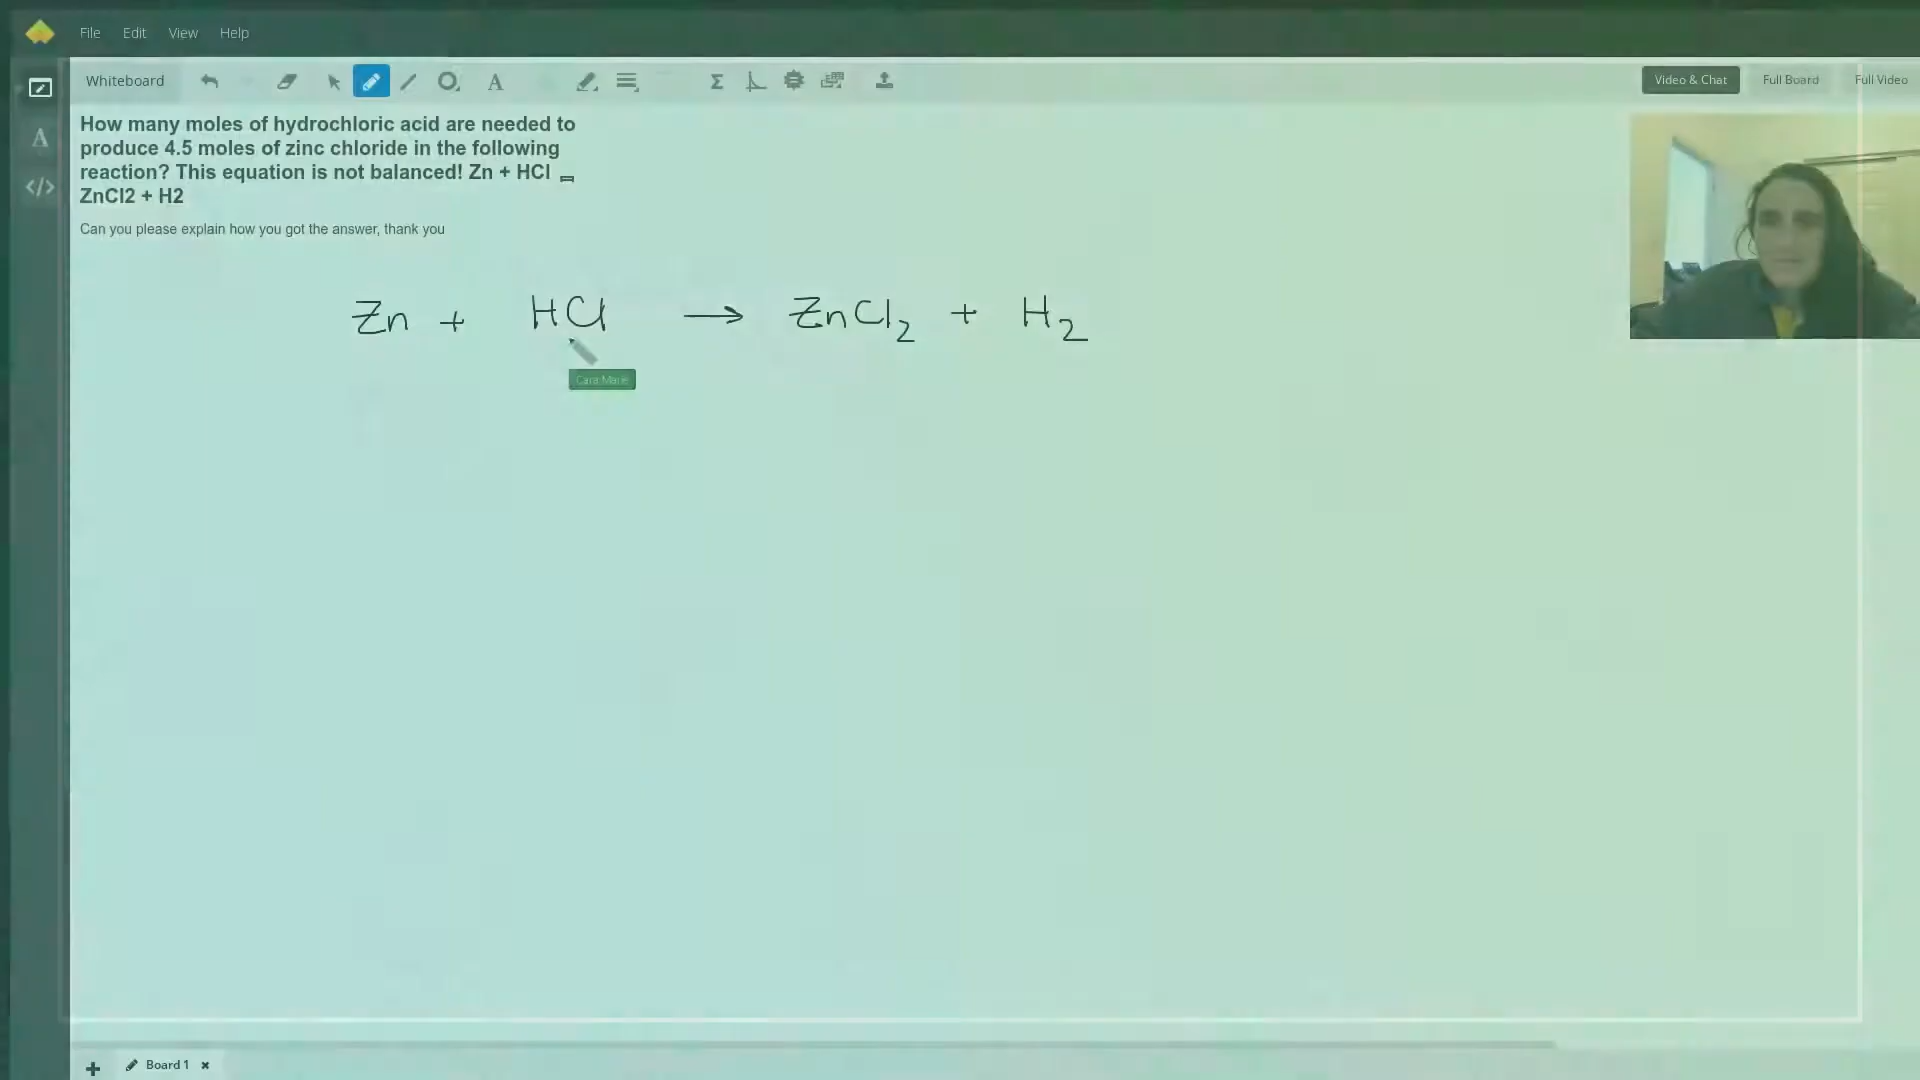 File Edit View Help
Whiteboard A Σ Video & Chat Full Board Full Video
A
</>
How many moles of hydrochloric acid are needed to
produce 4.5 moles of zinc chloride in the following
reaction? This equation is not balanced! Zn + HCl =
ZnCl2 + H2
Can you please explain how you got the answer, thank you
Zn + HCl → ZnCl₂ + H₂
Cara Marie
+ Board 1 ×